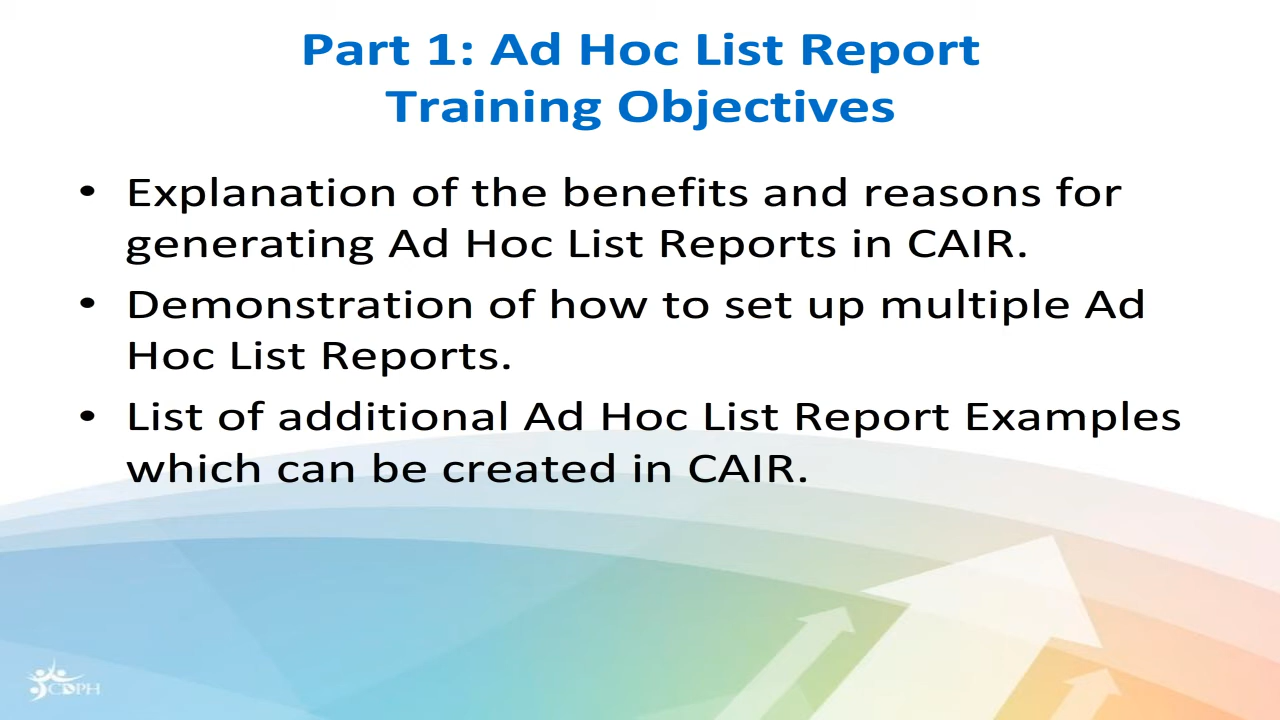 Part 1: Ad Hoc List Report
Training Objectives
• Explanation of the benefits and reasons for
generating Ad Hoc List Reports in CAIR.
• Demonstration of how to set up multiple Ad
Hoc List Reports.
• List of additional Ad Hoc List Report Examples
which can be created in CAIR.
CDPH